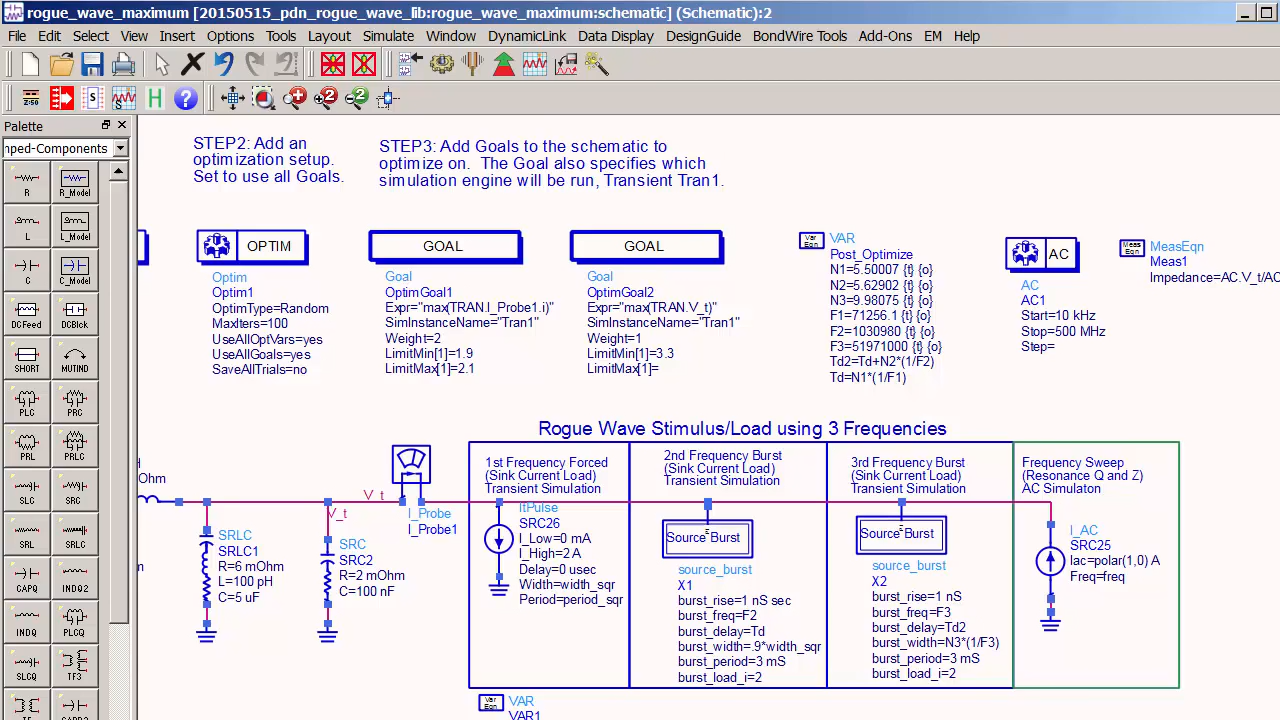 rogue_wave_maximum [20150515_pdn_rogue_wave_lib:rogue_wave_maximum:schematic] (Schematic):2
File Edit Select View Insert Options Tools Layout Simulate Window DynamicLink Data Display DesignGuide BondWire Tools Add-Ons EM Help
Palette
nped-Components
R
R_Model
L
L_Model
C
C_Model
DCFeed
DCBlck
SHORT
MUTIND
PLC
PRC
PRL
PRLC
SLC
SRC
SRL
SRLC
CAPQ
INDQ2
INDQ
PLCQ
SLCQ
TF3
STEP2: Add an
optimization setup.
Set to use all Goals.
STEP3: Add Goals to the schematic to
optimize on. The Goal also specifies which
simulation engine will be run, Transient Tran1.
OPTIM
Optim
Optim1
OptimType=Random
MaxIters=100
UseAllOptVars=yes
UseAllGoals=yes
SaveAllTrials=no
GOAL
Goal
OptimGoal1
Expr="max(TRAN.I_Probe1.i)"
SimInstanceName="Tran1"
Weight=2
LimitMin[1]=1.9
LimitMax[1]=2.1
GOAL
Goal
OptimGoal2
Expr="max(TRAN.V_t)"
SimInstanceName="Tran1"
Weight=1
LimitMin[1]=3.3
LimitMax[1]=
Var
Eqn
VAR
Post_Optimize
N1=5.50007 {t} {o}
N2=5.62902 {t} {o}
N3=9.98075 {t} {o}
F1=71256.1 {t} {o}
F2=1030980 {t} {o}
F3=51971000 {t} {o}
Td2=Td+N2*(1/F2)
Td=N1*(1/F1)
AC
AC
AC1
Start=10 kHz
Stop=500 MHz
Step=
Meas
Eqn
MeasEqn
Meas1
Impedance=AC.V_t/AC
Rogue Wave Stimulus/Load using 3 Frequencies
H
mOhm
SRLC
SRLC1
R=6 mOhm
L=100 pH
C=5 uF
V_t
V_t
SRC
SRC2
R=2 mOhm
C=100 nF
I_Probe
I_Probe1
1st Frequency Forced
(Sink Current Load)
Transient Simulation
ItPulse
SRC26
I_Low=0 mA
I_High=2 A
Delay=0 usec
Width=width_sqr
Period=period_sqr
2nd Frequency Burst
(Sink Current Load)
Transient Simulation
Source Burst
source_burst
X1
burst_rise=1 nS sec
burst_freq=F2
burst_delay=Td
burst_width=.9*width_sqr
burst_period=3 mS
burst_load_i=2
3rd Frequency Burst
(Sink Current Load)
Transient Simulation
Source Burst
source_burst
X2
burst_rise=1 nS
burst_freq=F3
burst_delay=Td2
burst_width=N3*(1/F3)
burst_period=3 mS
burst_load_i=2
Frequency Sweep
(Resonance Q and Z)
AC Simulaton
I_AC
SRC25
Iac=polar(1,0) A
Freq=freq
Var
Eqn
VAR
VAR1